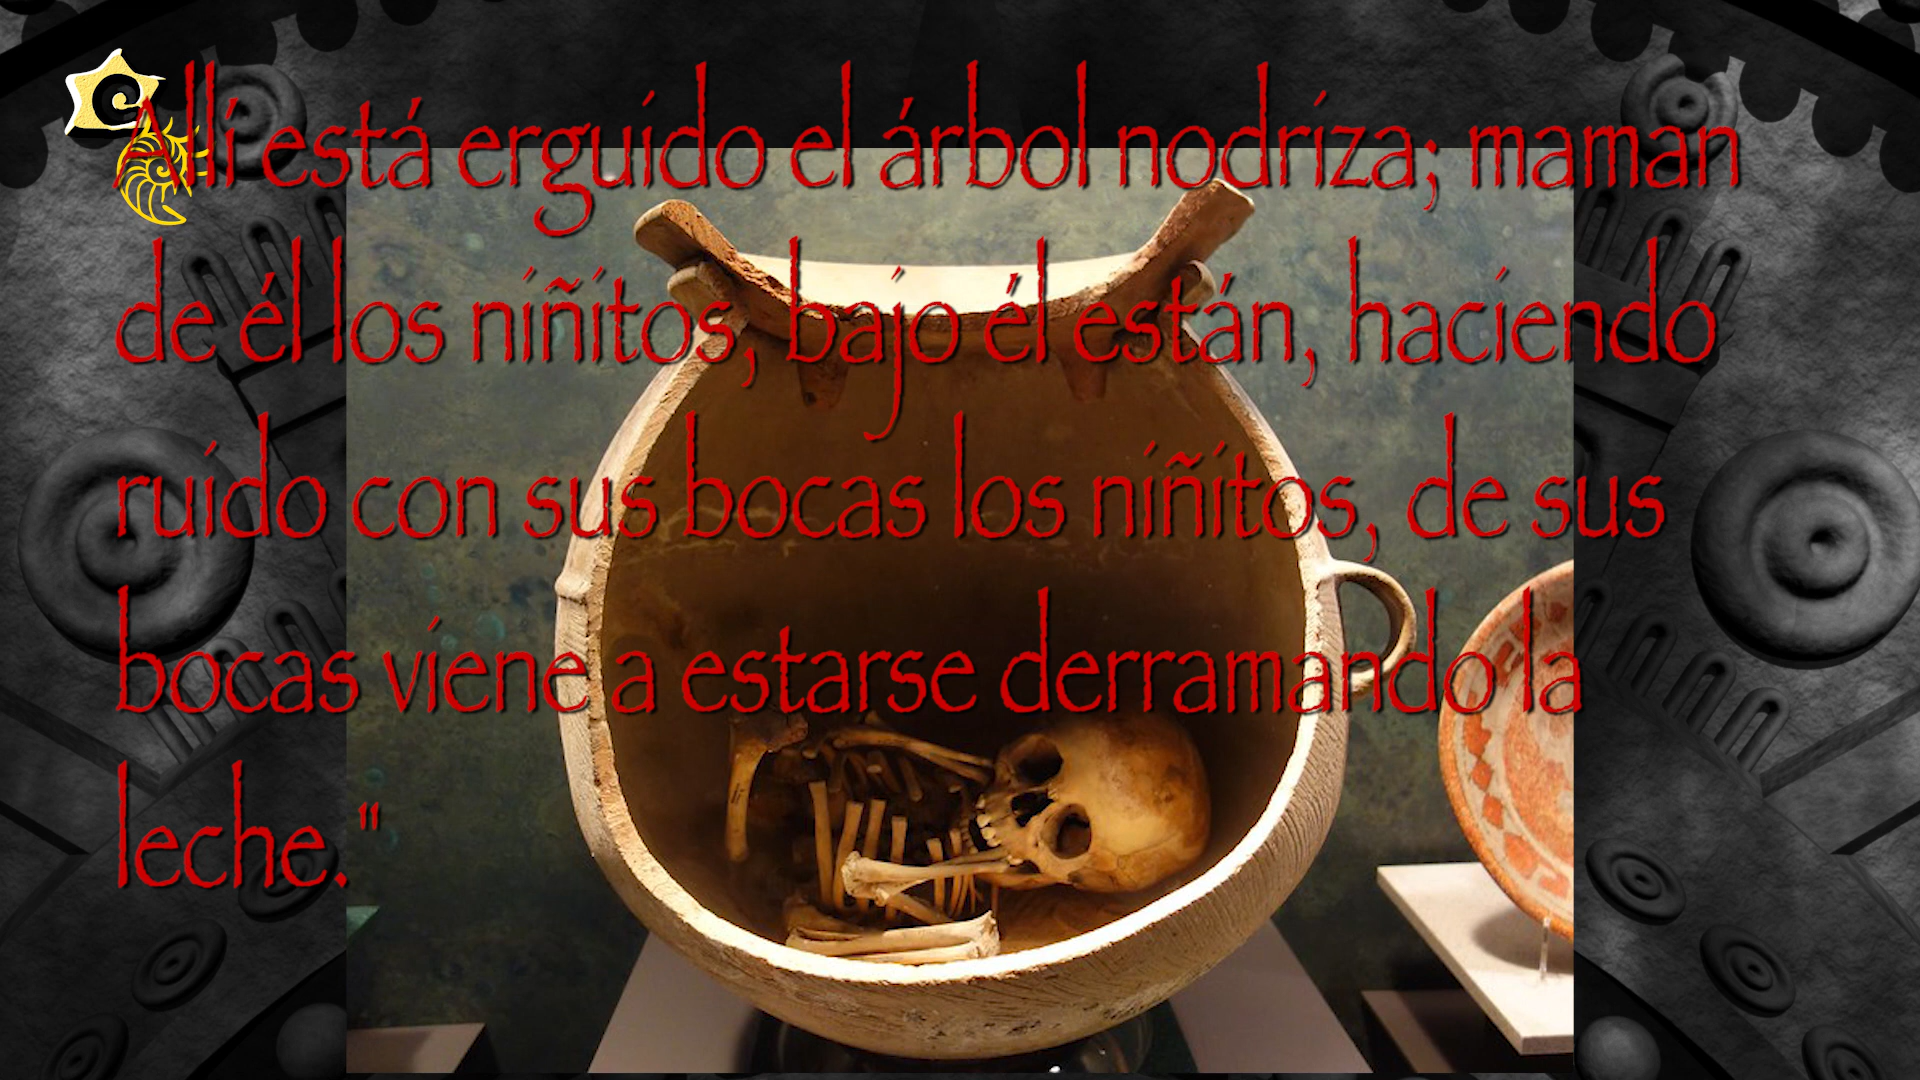 Allí está erguido el árbol nodriza; maman
de él los niñitos, bajo él están, haciendo
ruido con sus bocas los niñitos, de sus
bocas viene a estarse derramando la
leche."